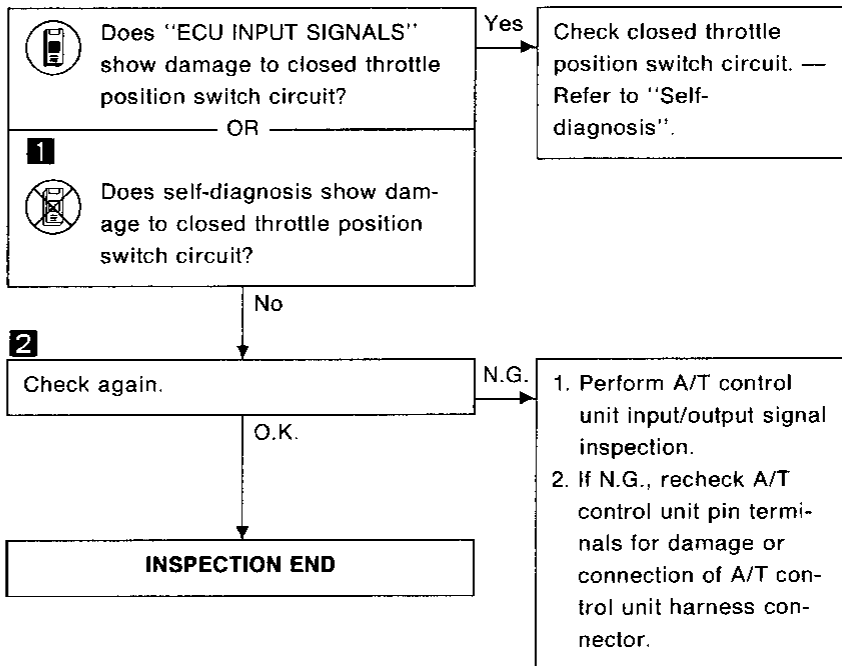 Does "ECU INPUT SIGNALS"
show damage to closed throttle
position switch circuit?
OR
1
Does self-diagnosis show dam-
age to closed throttle position
switch circuit?
Yes
Check closed throttle
position switch circuit. —
Refer to "Self-
diagnosis".
No
2
Check again.
N.G.
1. Perform A/T control
unit input/output signal
inspection.
2. If N.G., recheck A/T
control unit pin termi-
nals for damage or
connection of A/T con-
trol unit harness con-
nector.
O.K.
INSPECTION END